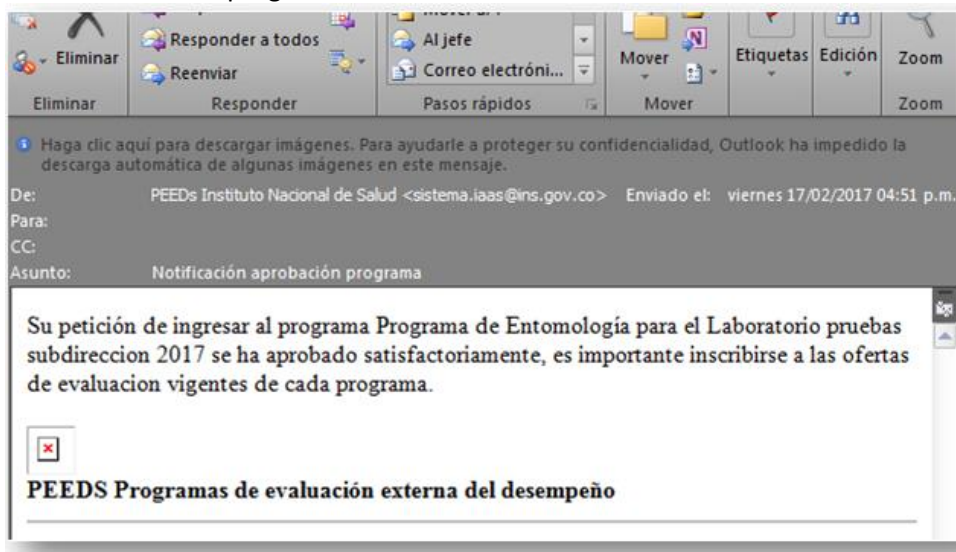 Responder a todos
Al jefe
Eliminar
Reenviar
Correo electróni...
Mover
Etiquetas
Edición
Zoom
Eliminar
Responder
Pasos rápidos
Mover
Zoom
Haga clic aquí para descargar imágenes. Para ayudarle a proteger su confidencialidad, Outlook ha impedido la
descarga automática de algunas imágenes en este mensaje.
De: PEEDs Instituto Nacional de Salud <sistema.iaas@ins.gov.co> Enviado el: viernes 17/02/2017 04:51 p.m.
Para:
CC:
Asunto: Notificación aprobación programa
Su petición de ingresar al programa Programa de Entomología para el Laboratorio pruebas
subdireccion 2017 se ha aprobado satisfactoriamente, es importante inscribirse a las ofertas
de evaluacion vigentes de cada programa.
PEEDS Programas de evaluación externa del desempeño